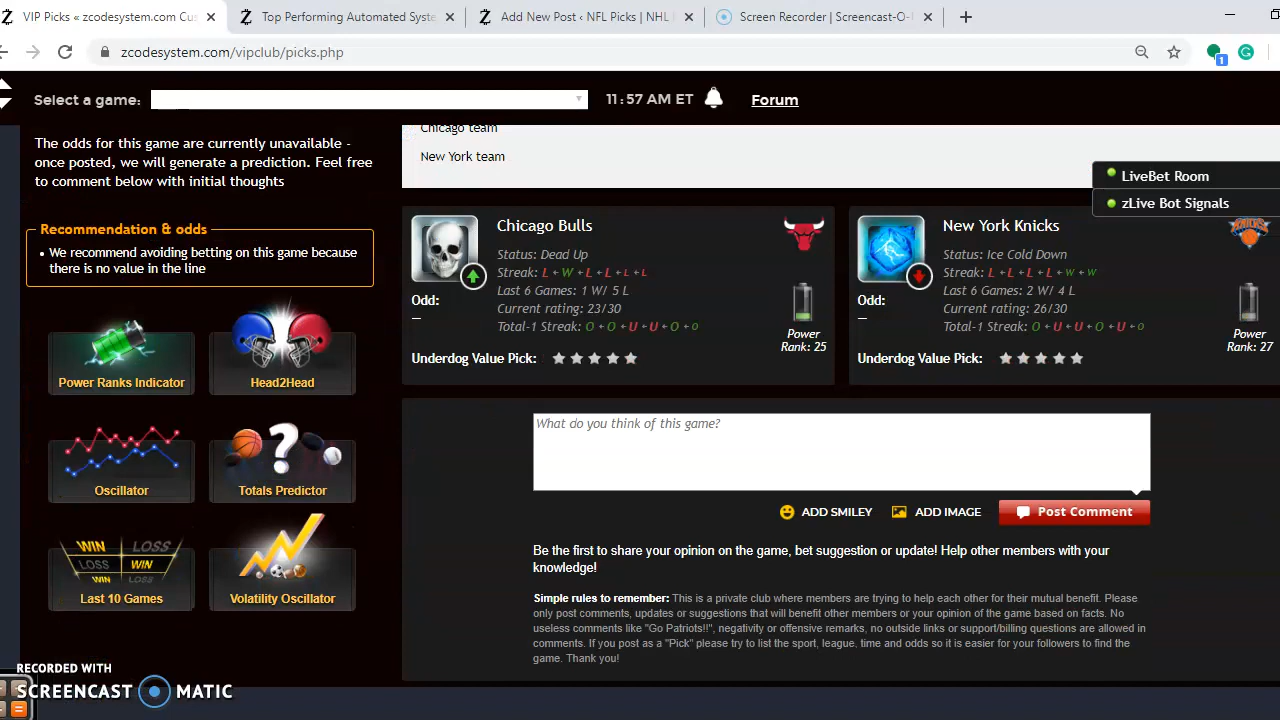 VIP Picks « zcodesystem.com Cus
Top Performing Automated Syste
Add New Post ‹ NFL Picks | NHL
Screen Recorder | Screencast-O-
zcodesystem.com/vipclub/picks.php
1
Select a game:
11:57 AM ET
Forum
The odds for this game are currently unavailable -
once posted, we will generate a prediction. Feel free
to comment below with initial thoughts
Recommendation & odds
• We recommend avoiding betting on this game because
there is no value in the line
Power Ranks Indicator
Head2Head
Oscillator
Totals Predictor
WIN LOSS
LOSS WIN
WIN LOSS
Last 10 Games
Volatility Oscillator
Chicago team
New York team
LiveBet Room
zLive Bot Signals
Chicago Bulls
Status: Dead Up
Streak: L ← W ← L ← L ← L ← L
Last 6 Games: 1 W/ 5 L
Current rating: 23/30
Total-1 Streak: O ← O ← U ← U ← O ← O
Odd:
—
Underdog Value Pick:
Power
Rank: 25
New York Knicks
Status: Ice Cold Down
Streak: L ← L ← L ← L ← W ← W
Last 6 Games: 2 W/ 4 L
Current rating: 26/30
Total-1 Streak: O ← U ← U ← O ← U ← O
Odd:
—
Underdog Value Pick:
Power
Rank: 27
What do you think of this game?
ADD SMILEY
ADD IMAGE
Post Comment
Be the first to share your opinion on the game, bet suggestion or update! Help other members with your
knowledge!
Simple rules to remember: This is a private club where members are trying to help each other for their mutual benefit. Please
only post comments, updates or suggestions that will benefit other members or your opinion of the game based on facts. No
useless comments like "Go Patriots!!", negativity or offensive remarks, no outside links or support/billing questions are allowed in
comments. If you post as a "Pick" please try to list the sport, league, time and odds so it is easier for your followers to find the
game. Thank you!
RECORDED WITH
SCREENCAST MATIC